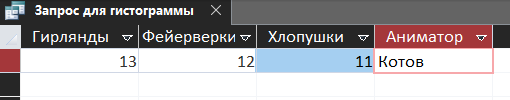 Запрос для гистограммы
Гирлянды Фейерверки Хлопушки Аниматор
13 12 11 Котов